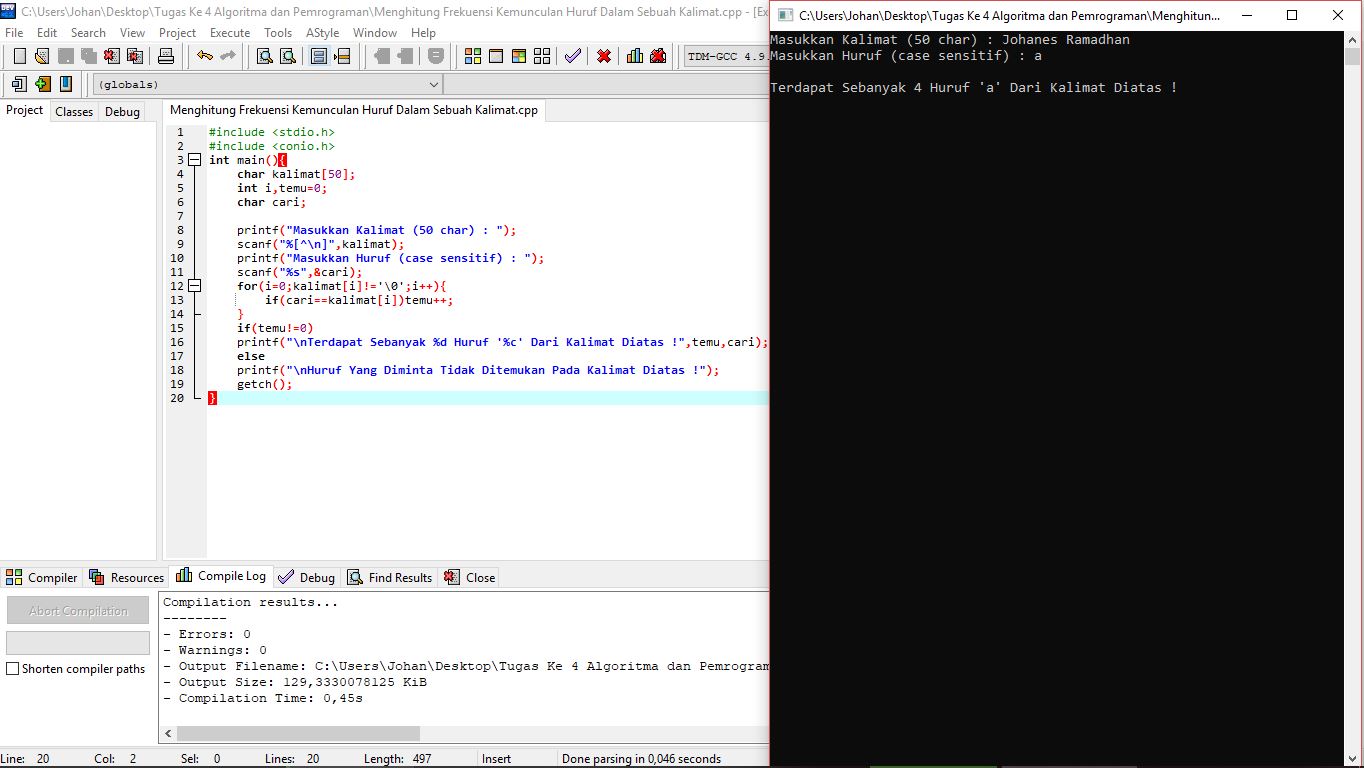 C:\Users\Johan\Desktop\Tugas Ke 4 Algoritma dan Pemrograman\Menghitung Frekuensi Kemunculan Huruf Dalam Sebuah Kalimat.cpp - [Ex
File Edit Search View Project Execute Tools AStyle Window Help
TDM-GCC 4.9.
(globals)
Project Classes Debug
Menghitung Frekuensi Kemunculan Huruf Dalam Sebuah Kalimat.cpp
1 #include <stdio.h>
2 #include <conio.h>
3 int main(){
4 char kalimat[50];
5 int i,temu=0;
6 char cari;
7
8 printf("Masukkan Kalimat (50 char) : ");
9 scanf("%[^\n]",kalimat);
10 printf("Masukkan Huruf (case sensitif) : ");
11 scanf("%s",&cari);
12 for(i=0;kalimat[i]!='\0';i++){
13 if(cari==kalimat[i])temu++;
14 }
15 if(temu!=0)
16 printf("\nTerdapat Sebanyak %d Huruf '%c' Dari Kalimat Diatas !",temu,cari);
17 else
18 printf("\nHuruf Yang Diminta Tidak Ditemukan Pada Kalimat Diatas !");
19 getch();
20 }
Compiler Resources Compile Log Debug Find Results Close
Abort Compilation
Shorten compiler paths
Compilation results...
--------
- Errors: 0
- Warnings: 0
- Output Filename: C:\Users\Johan\Desktop\Tugas Ke 4 Algoritma dan Pemrogram
- Output Size: 129,3330078125 KiB
- Compilation Time: 0,45s
Line: 20 Col: 2 Sel: 0 Lines: 20 Length: 497 Insert Done parsing in 0,046 seconds
C:\Users\Johan\Desktop\Tugas Ke 4 Algoritma dan Pemrograman\Menghitun...
Masukkan Kalimat (50 char) : Johanes Ramadhan
Masukkan Huruf (case sensitif) : a
Terdapat Sebanyak 4 Huruf 'a' Dari Kalimat Diatas !